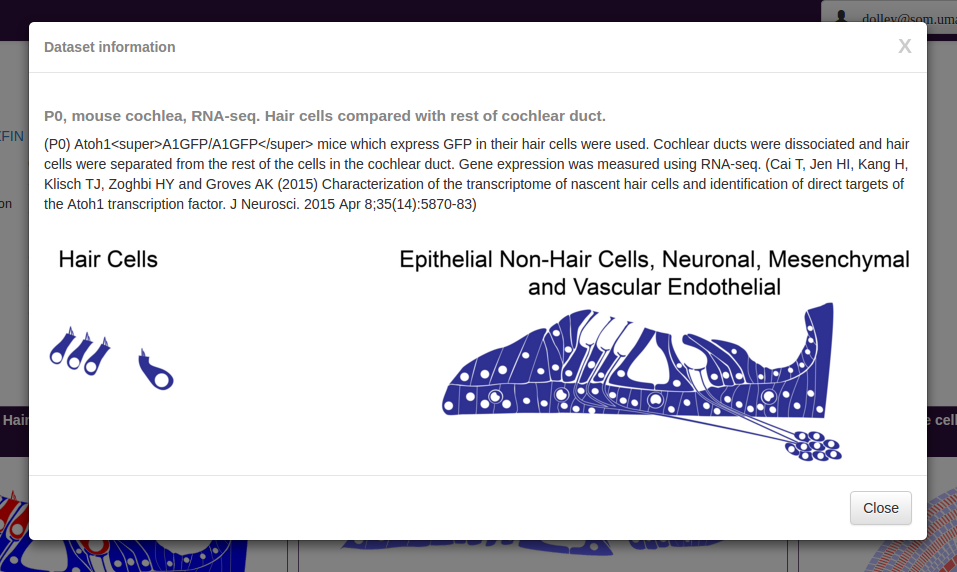 dolley@som.uma
Dataset information
X
P0, mouse cochlea, RNA-seq. Hair cells compared with rest of cochlear duct.
ZFIN
(P0) Atoh1<super>A1GFP/A1GFP</super> mice which express GFP in their hair cells were used. Cochlear ducts were dissociated and hair
cells were separated from the rest of the cells in the cochlear duct. Gene expression was measured using RNA-seq. (Cai T, Jen HI, Kang H,
Klisch TJ, Zoghbi HY and Groves AK (2015) Characterization of the transcriptome of nascent hair cells and identification of direct targets of
on
the Atoh1 transcription factor. J Neurosci. 2015 Apr 8;35(14):5870-83)
Hair Cells
Epithelial Non-Hair Cells, Neuronal, Mesenchymal
and Vascular Endothelial
Hair
e cell
Close